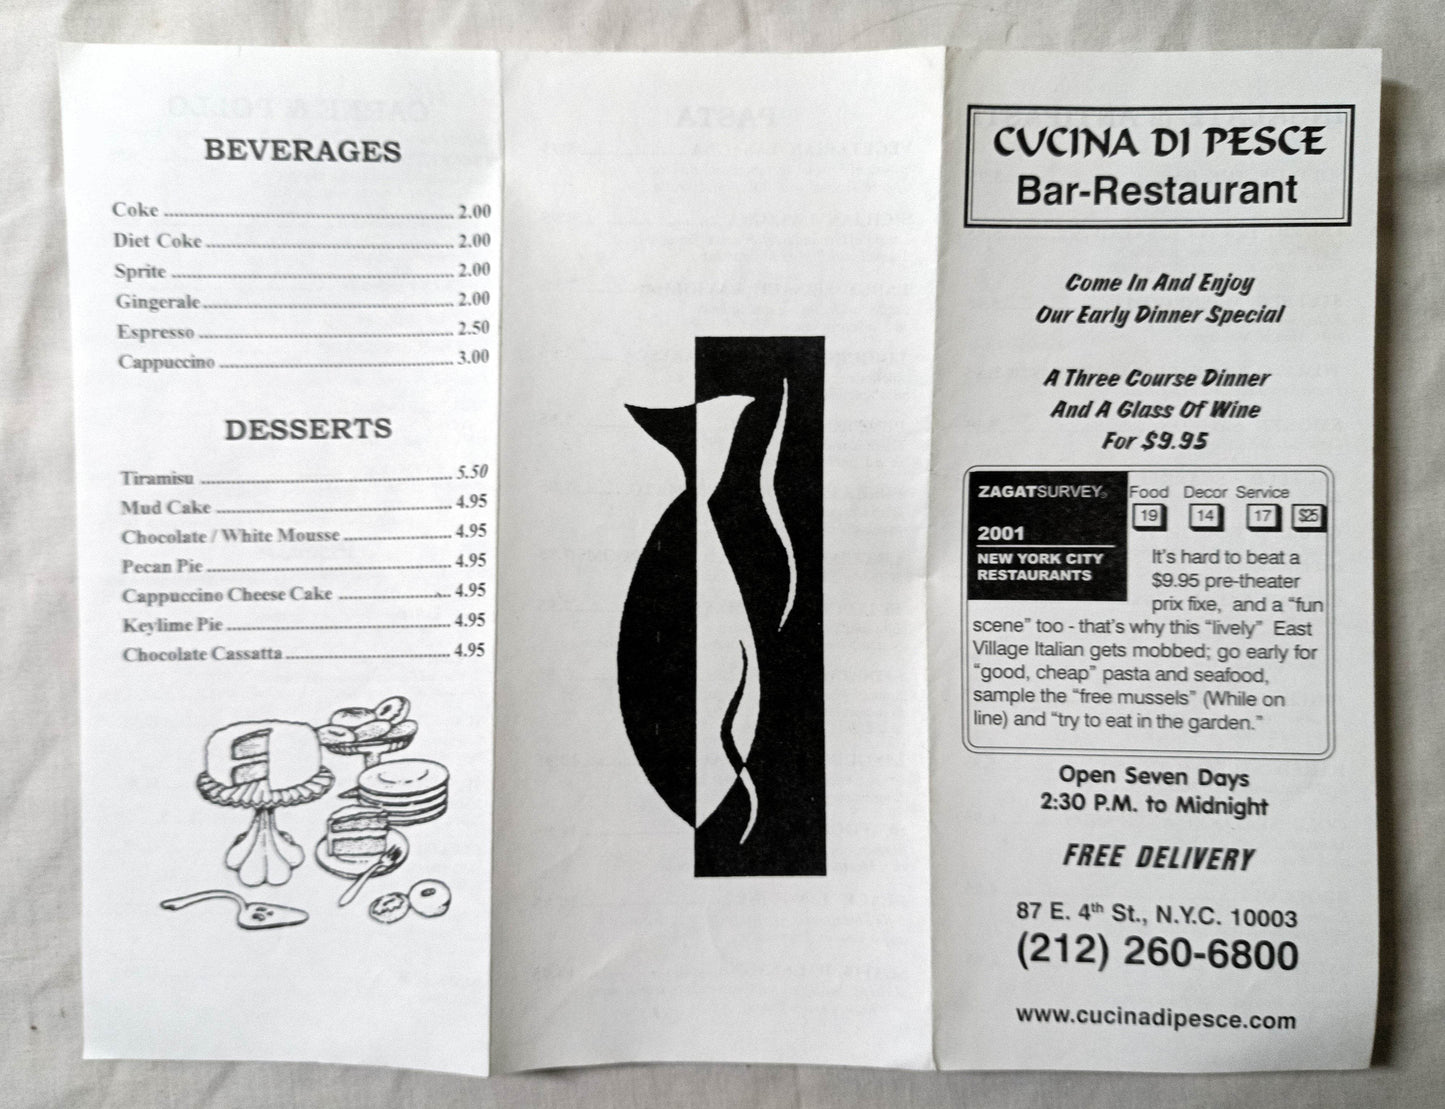 BEVERAGES
Coke ........................ 2.00
Diet Coke ........................ 2.00
Sprite ........................ 2.00
Gingerale ........................ 2.00
Espresso ........................ 2.50
Cappuccino ........................ 3.00
DESSERTS
Tiramisu ........................ 5.50
Mud Cake ........................ 4.95
Chocolate / White Mousse ........................ 4.95
Pecan Pie ........................ 4.95
Cappuccino Cheese Cake ........................ 4.95
Keylime Pie ........................ 4.95
Chocolate Cassatta ........................ 4.95
CUCINA DI PESCE
Bar-Restaurant
Come In And Enjoy
Our Early Dinner Special
A Three Course Dinner
And A Glass Of Wine
For $9.95
ZAGATSURVEY®
2001
NEW YORK CITY
RESTAURANTS
Food Decor Service
19 14 17 $25
It's hard to beat a
$9.95 pre-theater
prix fixe, and a "fun
scene" too - that's why this "lively" East
Village Italian gets mobbed; go early for
"good, cheap" pasta and seafood,
sample the "free mussels" (While on
line) and "try to eat in the garden."
Open Seven Days
2:30 P.M. to Midnight
FREE DELIVERY
87 E. 4th St., N.Y.C. 10003
(212) 260-6800
www.cucinadipesce.com